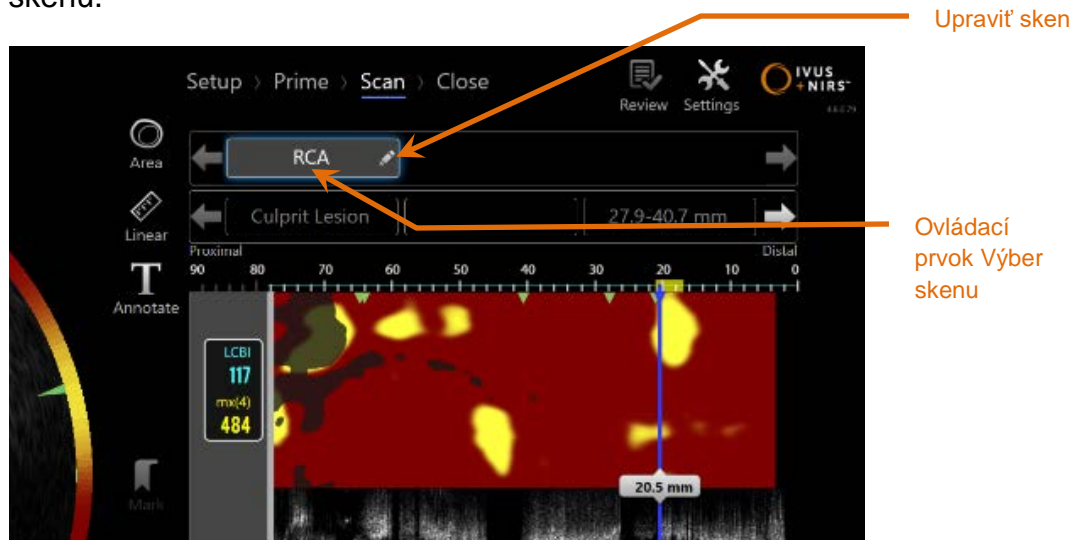 skenu.
Upraviť sken
Setup > Prime > Scan > Close
Review
Settings
IVUS
+NIRS
Area
RCA
Culprit Lesion
27.9-40.7 mm
Linear
Proximal
Distal
90 80 70 60 50 40 30 20 10 0
T
Annotate
LCBI
117
mx(4)
484
Mark
20.5 mm
Ovládací
prvok Výber
skenu